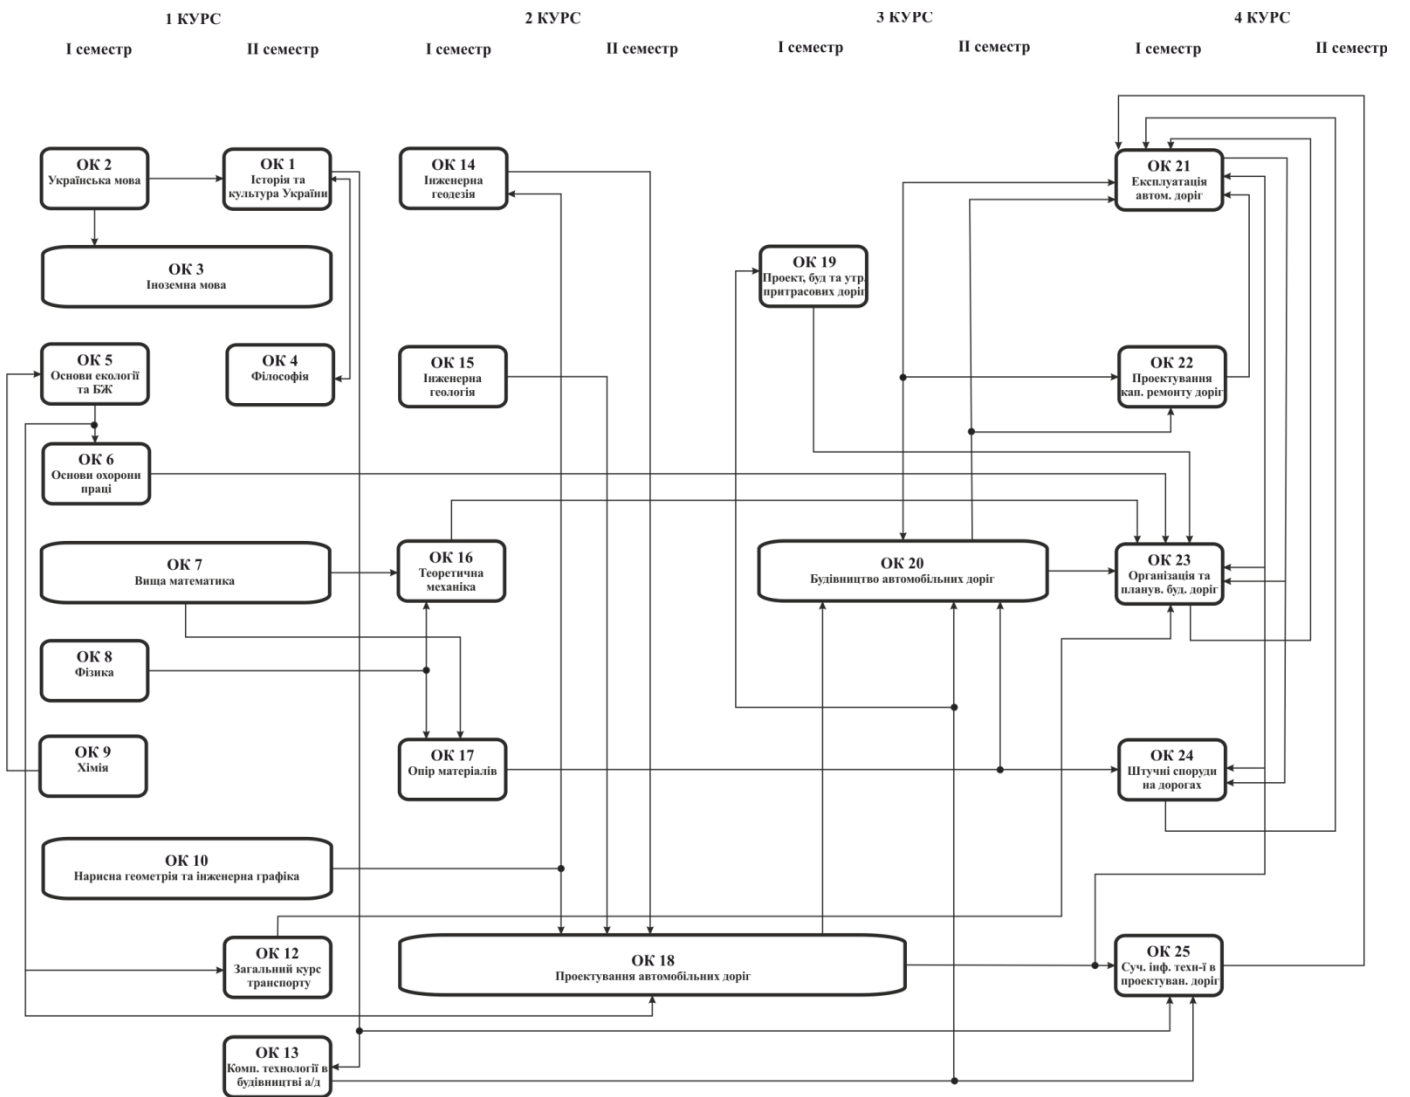 1 КУРС
2 КУРС
3 КУРС
4 КУРС
I семестр
II семестр
I семестр
II семестр
I семестр
II семестр
I семестр
II семестр
ОК 2
Українська мова
ОК 1
Історія та
культура України
ОК 14
Інженерна
геодезія
ОК 21
Експлуатація
автом. доріг
ОК 3
Іноземна мова
ОК 19
Проект, буд та утр.
притрасових доріг
ОК 5
Основи екології
та БЖ
ОК 4
Філософія
ОК 15
Інженерна
геологія
ОК 22
Проектування
кап. ремонту доріг
ОК 6
Основи охорони
праці
ОК 7
Вища математика
ОК 16
Теоретична
механіка
ОК 20
Будівництво автомобільних доріг
ОК 23
Організація та
планув. буд. доріг
ОК 8
Фізика
ОК 9
Хімія
ОК 17
Опір матеріалів
ОК 24
Штучні споруди
на дорогах
ОК 10
Нарисна геометрія та інженерна графіка
ОК 12
Загальний курс
транспорту
ОК 18
Проектування автомобільних доріг
ОК 25
Суч. інф. техн-ї в
проектуван. доріг
ОК 13
Комп. технології в
будівництві а/д